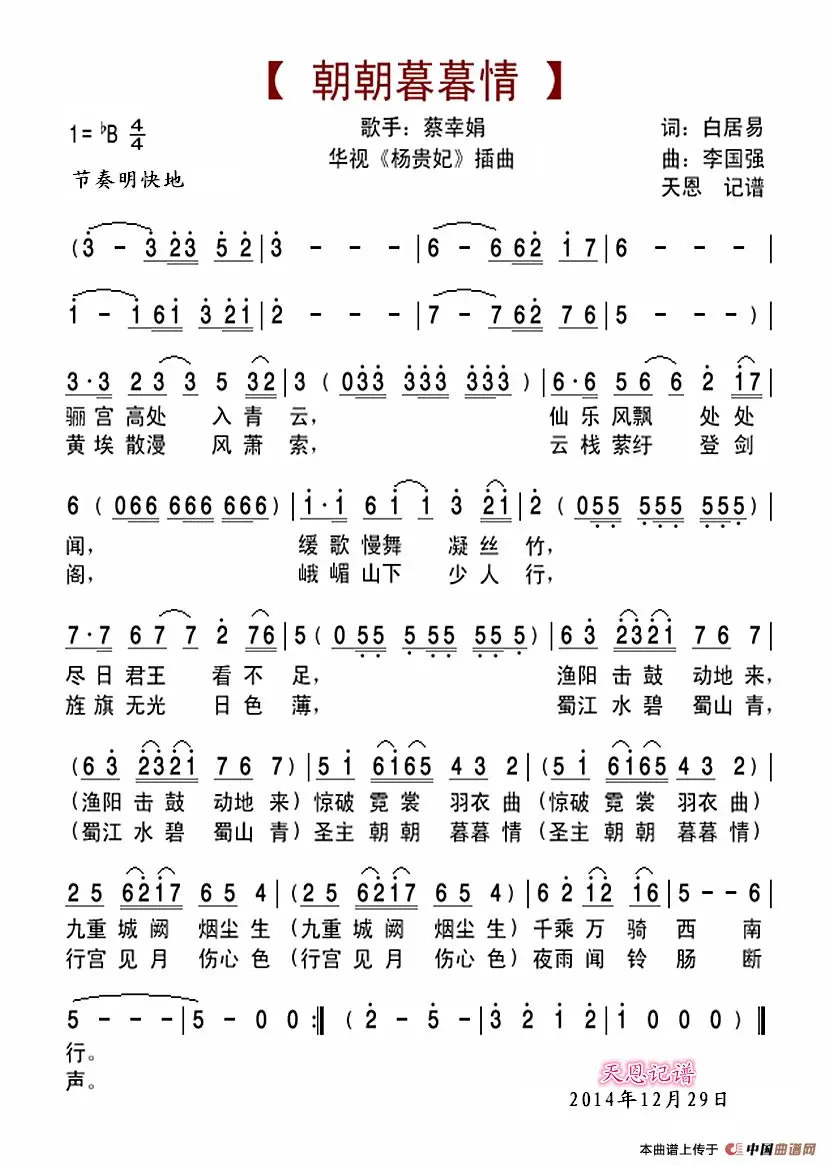 【 朝朝暮暮情 】
1=♭B 4/4
歌手：蔡幸娟
词：白居易
华视《杨贵妃》插曲
曲：李国强
节奏明快地
天恩 记谱
(3 - 3 23 5 2 | 3 - - - | 6 - 6 62 1 7 | 6 - - - |
1 - 1 61 3 21 | 2 - - - | 7 - 7 62 7 6 | 5 - - - ) |
3·3 2 3 3 5 32 | 3 ( 033 333 333 ) | 6·6 5 6 6 2 17 |
骊宫高处 入青云， 仙乐风飘 处处
黄埃散漫 风萧索， 云栈萦纡 登剑
6 ( 066 666 666 ) | 1·1 6 1 1 3 21 | 2 ( 055 555 555 ) |
闻， 缓歌慢舞 凝丝竹，
阁， 峨嵋山下 少人行，
7·7 6 7 7 2 76 | 5 ( 0 55 5 55 55 5 ) | 6 3 2321 7 6 7 |
尽日君王 看不足， 渔阳击鼓 动地来，
旌旗无光 日色薄， 蜀江水碧 蜀山青，
(6 3 2321 7 6 7) | 5 1 6165 4 3 2 | (5 1 6165 4 3 2) |
（渔阳击鼓 动地来）惊破霓裳 羽衣曲（惊破霓裳 羽衣曲）
（蜀江水碧 蜀山青）圣主朝朝 暮暮情（圣主朝朝 暮暮情）
2 5 6217 6 5 4 | (2 5 6217 6 5 4) | 6 2 12 16 | 5 - - 6 |
九重城阙 烟尘生（九重城阙 烟尘生）千乘万骑西南
行宫见月 伤心色（行宫见月 伤心色）夜雨闻铃肠断
5 - - - | 5 - 0 0 :‖ ( 2 - 5 - | 3 2 1 2 | 1 0 0 0 ) ‖
行。
声。
天恩记谱
2014年12月29日
本曲谱上传于 中国曲谱网